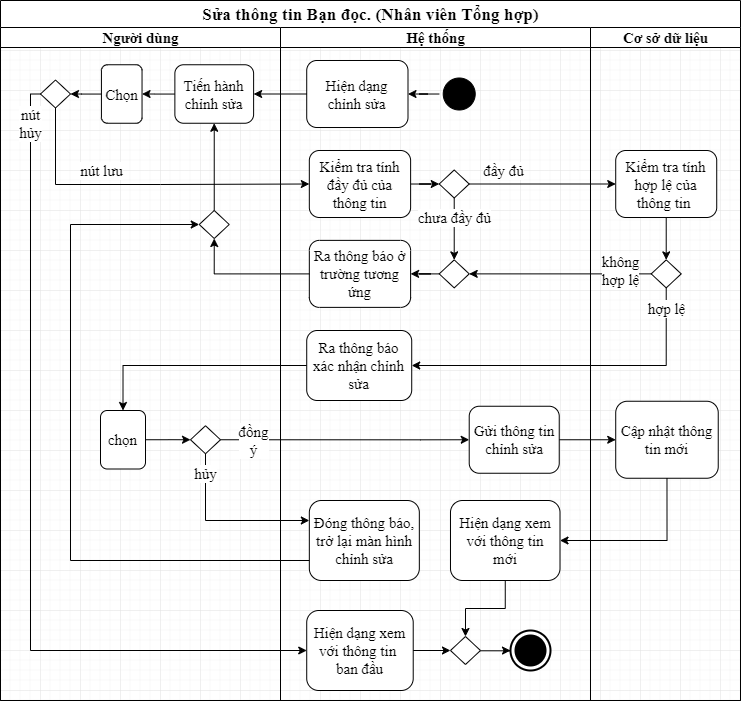 Sửa thông tin Bạn đọc. (Nhân viên Tổng hợp)
Người dùng
Hệ thống
Cơ sở dữ liệu
Chọn
Tiến hành
chỉnh sửa
Hiện dạng
chỉnh sửa
nút
hủy
nút lưu
Kiểm tra tính
đầy đủ của
thông tin
đầy đủ
Kiểm tra tính
hợp lệ của
thông tin
chưa đầy đủ
Ra thông báo ở
trường tương
ứng
không
hợp lệ
hợp lệ
Ra thông báo
xác nhận chỉnh
sửa
chọn
đồng
ý
Gửi thông tin
chỉnh sửa
Cập nhật thông
tin mới
hủy
Đóng thông báo,
trở lại màn hình
chỉnh sửa
Hiện dạng xem
với thông tin
mới
Hiện dạng xem
với thông tin
ban đầu